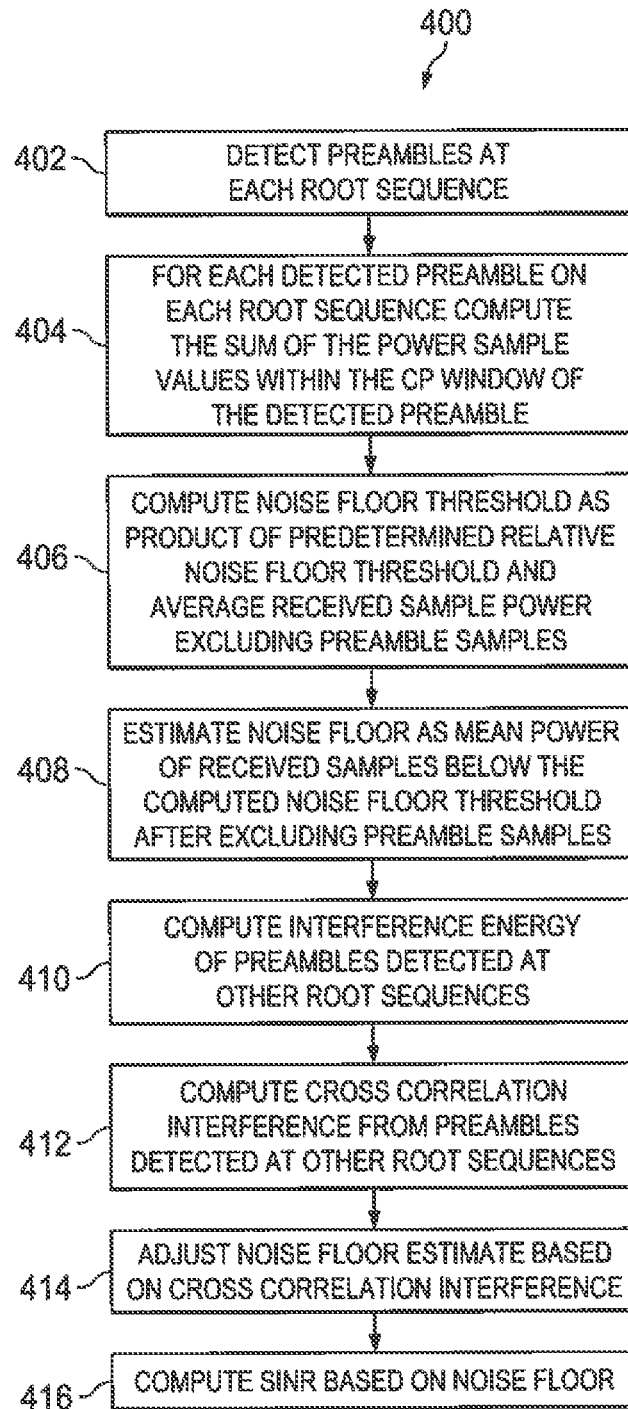 400
402
DETECT PREAMBLES AT
EACH ROOT SEQUENCE
404
FOR EACH DETECTED PREAMBLE ON
EACH ROOT SEQUENCE COMPUTE
THE SUM OF THE POWER SAMPLE
VALUES WITHIN THE CP WINDOW OF
THE DETECTED PREAMBLE
406
COMPUTE NOISE FLOOR THRESHOLD AS
PRODUCT OF PREDETERMINED RELATIVE
NOISE FLOOR THRESHOLD AND
AVERAGE RECEIVED SAMPLE POWER
EXCLUDING PREAMBLE SAMPLES
408
ESTIMATE NOISE FLOOR AS MEAN POWER
OF RECEIVED SAMPLES BELOW THE
COMPUTED NOISE FLOOR THRESHOLD
AFTER EXCLUDING PREAMBLE SAMPLES
410
COMPUTE INTERFERENCE ENERGY
OF PREAMBLES DETECTED AT
OTHER ROOT SEQUENCES
412
COMPUTE CROSS CORRELATION
INTERFERENCE FROM PREAMBLES
DETECTED AT OTHER ROOT SEQUENCES
414
ADJUST NOISE FLOOR ESTIMATE BASED
ON CROSS CORRELATION INTERFERENCE
416
COMPUTE SINR BASED ON NOISE FLOOR